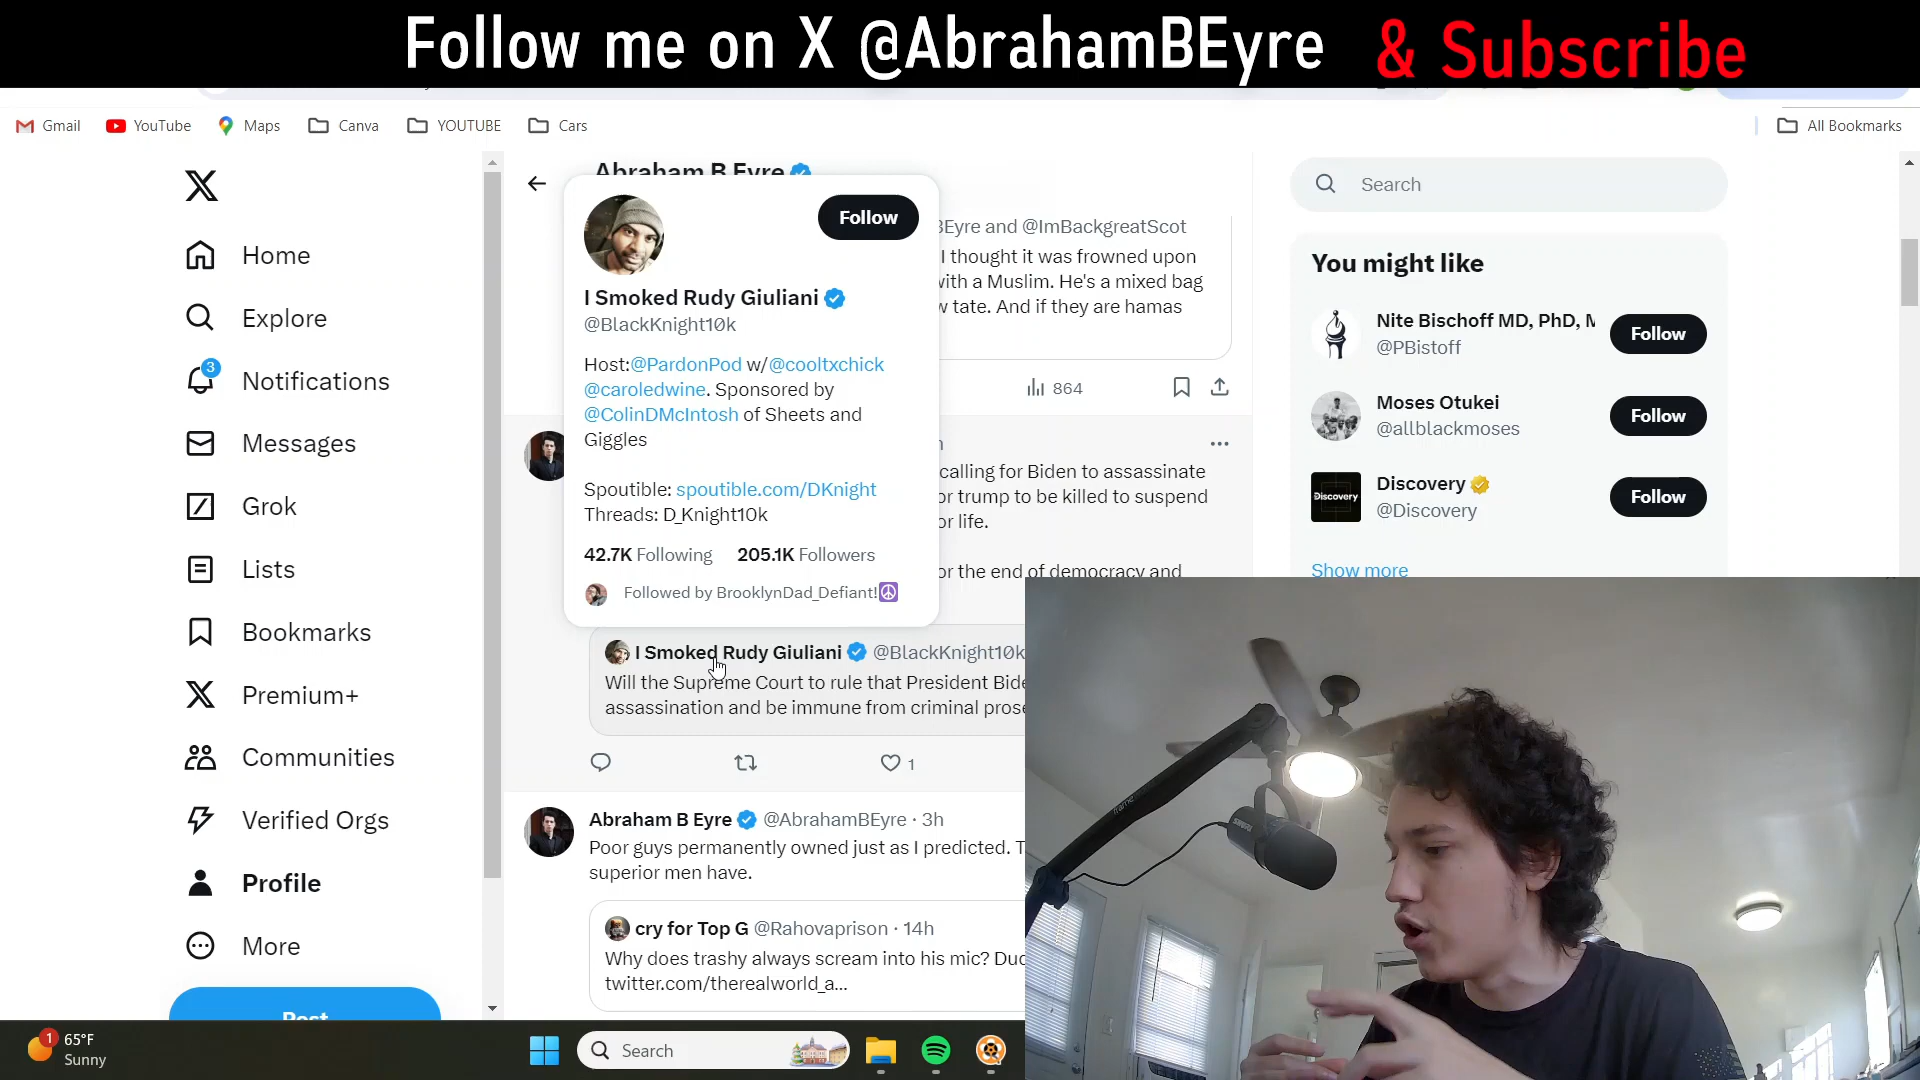 Follow me on X @AbrahamBEyre & Subscribe
Gmail YouTube Maps Canva YOUTUBE Cars All Bookmarks
Home
Explore
3
Notifications
Messages
Grok
Lists
Bookmarks
Premium+
Communities
Verified Orgs
Profile
More
Post
Abraham B Eyre
BEyre and @ImBackgreatScot
I thought it was frowned upon
with a Muslim. He's a mixed bag
tate. And if they are hamas
864
Follow
I Smoked Rudy Giuliani
@BlackKnight10k
Host:@PardonPod w/@cooltxchick
@caroledwine. Sponsored by
@ColinDMcIntosh of Sheets and
Giggles
Spoutible: spoutible.com/DKnight
Threads: D_Knight10k
42.7K Following 205.1K Followers
Followed by BrooklynDad_Defiant!☮
calling for Biden to assassinate
or trump to be killed to suspend
or life.
or the end of democracy and
I Smoked Rudy Giuliani @BlackKnight10k
Will the Supreme Court to rule that President Bide
assassination and be immune from criminal prose
1
Abraham B Eyre @AbrahamBEyre · 3h
Poor guys permanently owned just as I predicted. T
superior men have.
cry for Top G @Rahovaprison · 14h
Why does trashy always scream into his mic? Duc
twitter.com/therealworld_a...
Search
You might like
Nite Bischoff MD, PhD, M
@PBistoff
Follow
Moses Otukei
@allblackmoses
Follow
Discovery
Discovery
@Discovery
Follow
Show more
1
65°F
Sunny
Search